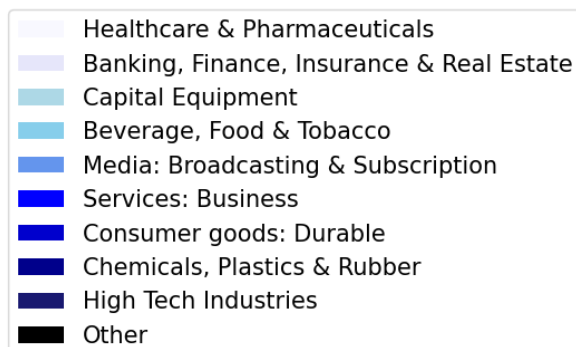 Healthcare & Pharmaceuticals
Banking, Finance, Insurance & Real Estate
Capital Equipment
Beverage, Food & Tobacco
Media: Broadcasting & Subscription
Services: Business
Consumer goods: Durable
Chemicals, Plastics & Rubber
High Tech Industries
Other